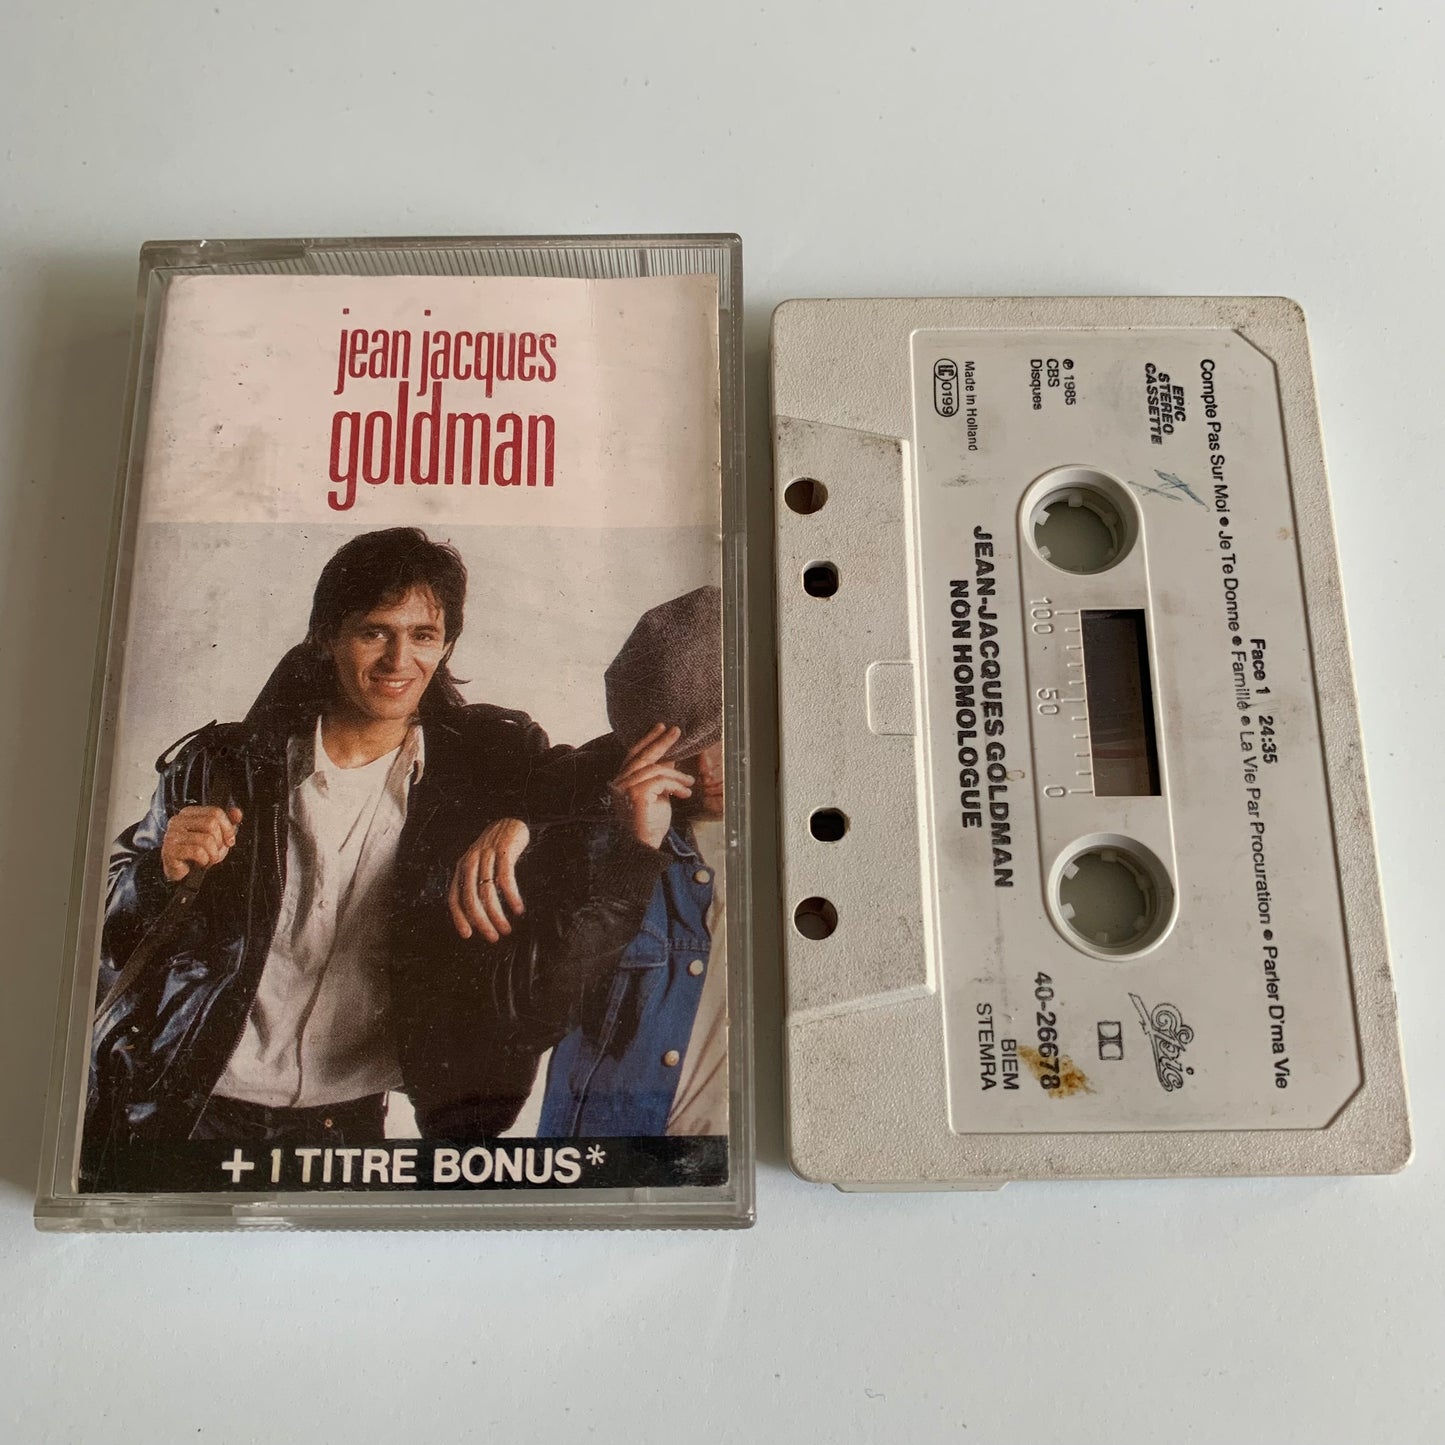 jean jacques
goldman
+ 1 TITRE BONUS*
Compte Pas Sur Moi • Je Te Donne • Famille • La Vie Par Procuration • Parler D'ma Vie
Face 1 24:35
EPIC
STEREO
CASSETTE
Epic
℗ 1985
CBS
Disques
Made in Holland
LC 0199
JEAN-JACQUES GOLDMAN
NON HOMOLOGUE
100 50 0
40-26678
BIEM
STEMRA